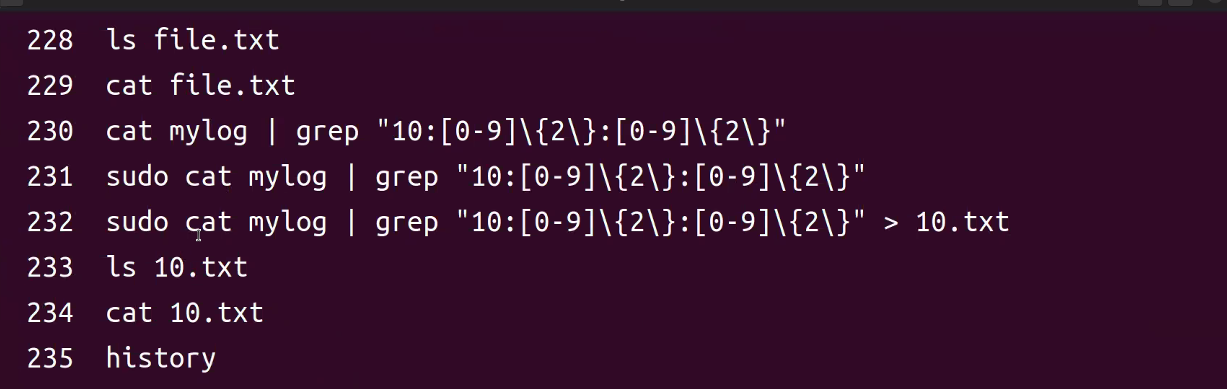 228 ls file.txt
229 cat file.txt
230 cat mylog | grep "10:[0-9]\{2\}:[0-9]\{2\}"
231 sudo cat mylog | grep "10:[0-9]\{2\}:[0-9]\{2\}"
232 sudo cat mylog | grep "10:[0-9]\{2\}:[0-9]\{2\}" > 10.txt
233 ls 10.txt
234 cat 10.txt
235 history